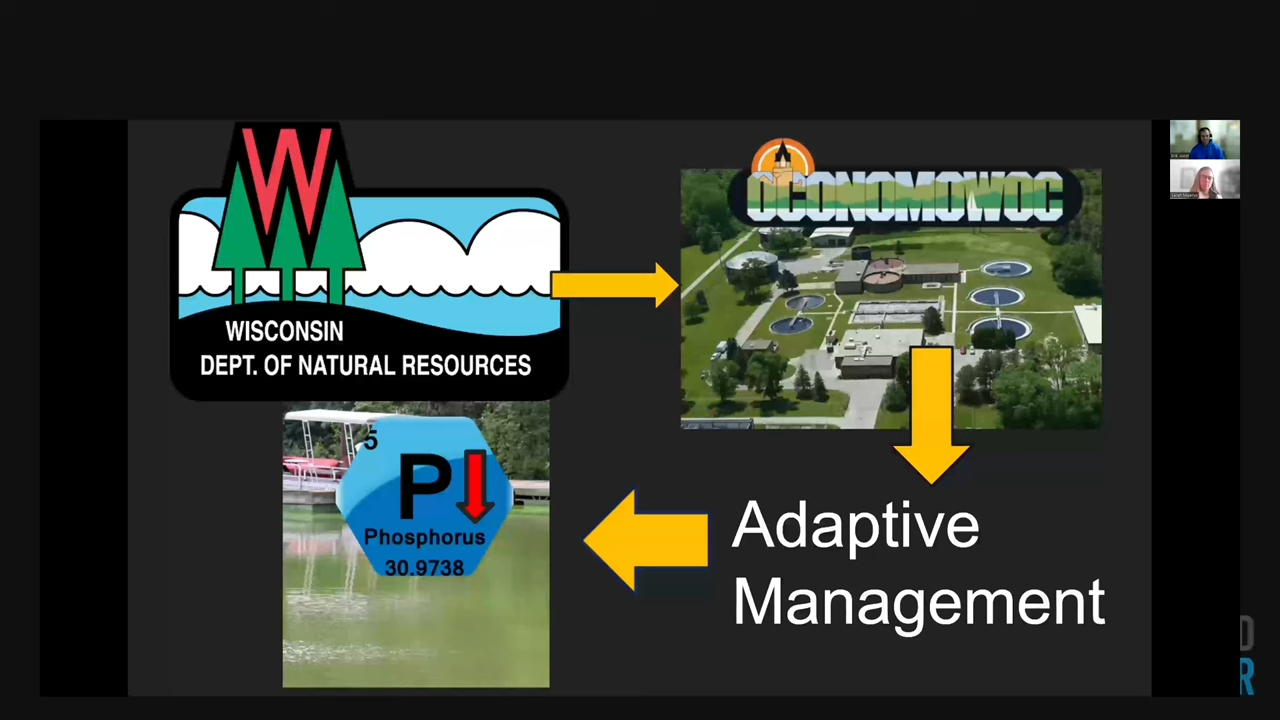 W
WISCONSIN
DEPT. OF NATURAL RESOURCES
OCONOMOWOC
5
P
Phosphorus
30.9738
Adaptive
Management
D
R